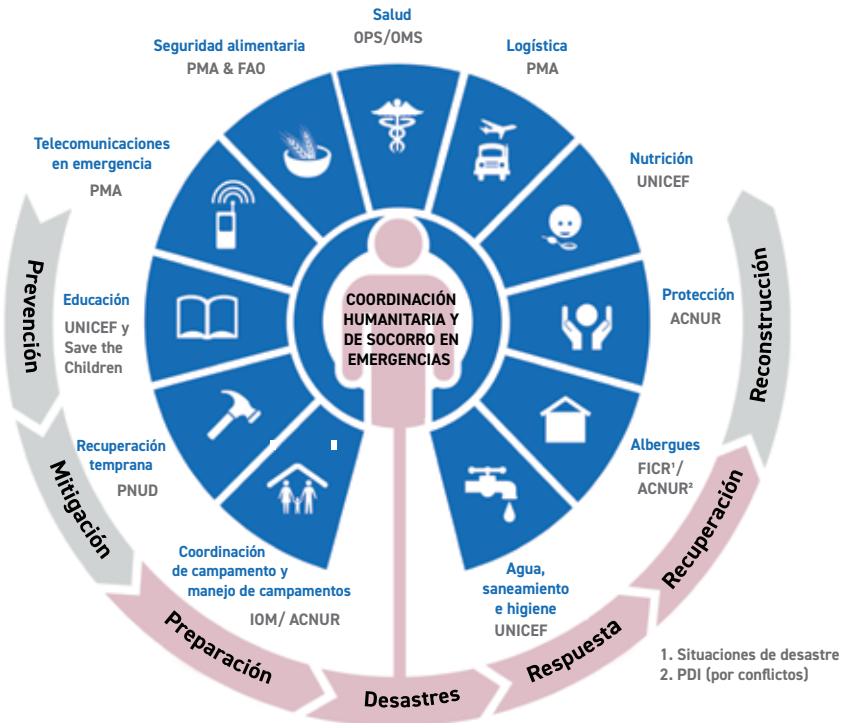 Salud
OPS/OMS
Seguridad alimentaria
PMA & FAO
Logística
PMA
Telecomunicaciones
en emergencia
PMA
Nutrición
UNICEF
Educación
UNICEF y
Save the
Children
Protección
ACNUR
COORDINACIÓN
HUMANITARIA Y
DE SOCORRO EN
EMERGENCIAS
Recuperación
temprana
PNUD
Albergues
FICR¹/
ACNUR²
Coordinación
de campamento y
manejo de campamentos
IOM/ ACNUR
Agua,
saneamiento
e higiene
UNICEF
Prevención
Mitigación
Preparación
Desastres
Respuesta
Recuperación
Reconstrucción
1. Situaciones de desastre
2. PDI (por conflictos)